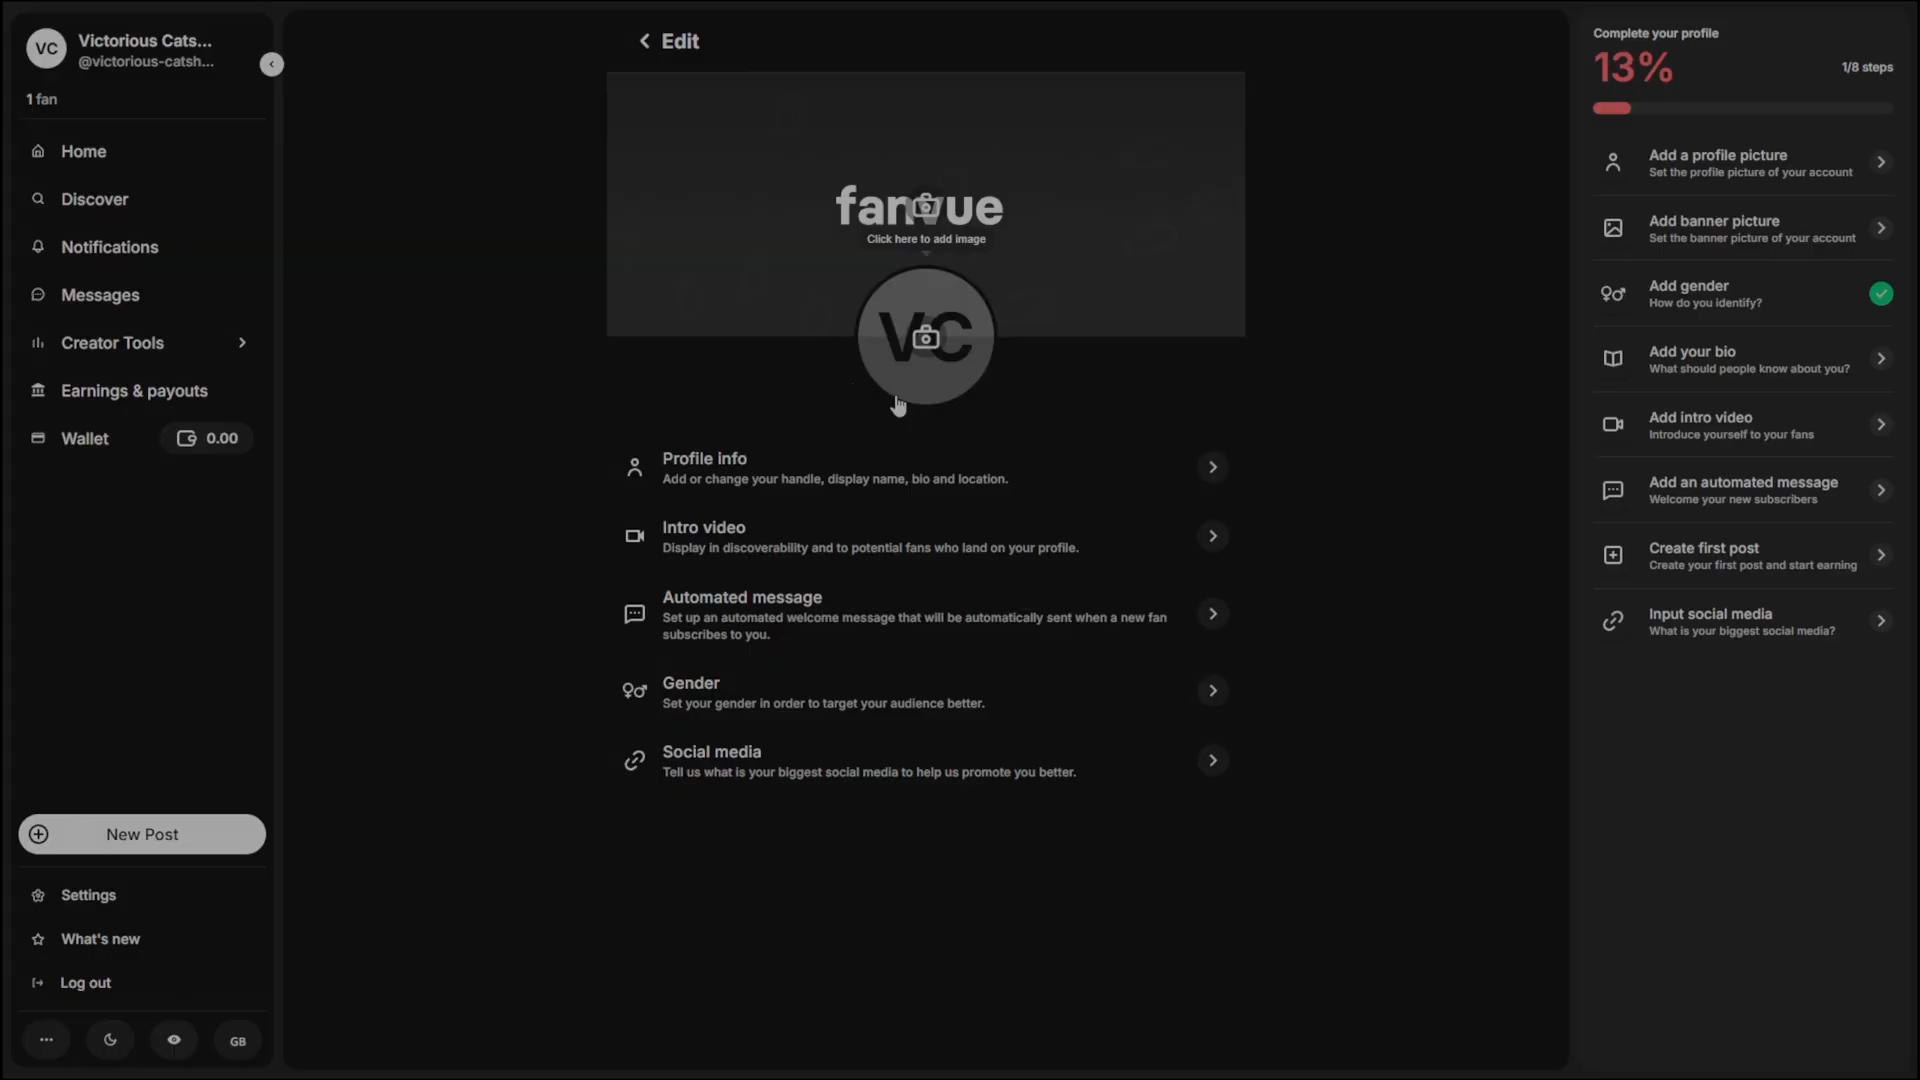 VC
Victorious Cats...
@victorious-catsh...
1 fan
Home
Discover
Notifications
Messages
Creator Tools
Earnings & payouts
Wallet
0.00
New Post
Settings
What's new
Log out
GB
Edit
fanvue
Click here to add image
VC
Profile info
Add or change your handle, display name, bio and location.
Intro video
Display in discoverability and to potential fans who land on your profile.
Automated message
Set up an automated welcome message that will be automatically sent when a new fan
subscribes to you.
Gender
Set your gender in order to target your audience better.
Social media
Tell us what is your biggest social media to help us promote you better.
Complete your profile
13%
1/8 steps
Add a profile picture
Set the profile picture of your account
Add banner picture
Set the banner picture of your account
Add gender
How do you identify?
Add your bio
What should people know about you?
Add intro video
Introduce yourself to your fans
Add an automated message
Welcome your new subscribers
Create first post
Create your first post and start earning
Input social media
What is your biggest social media?